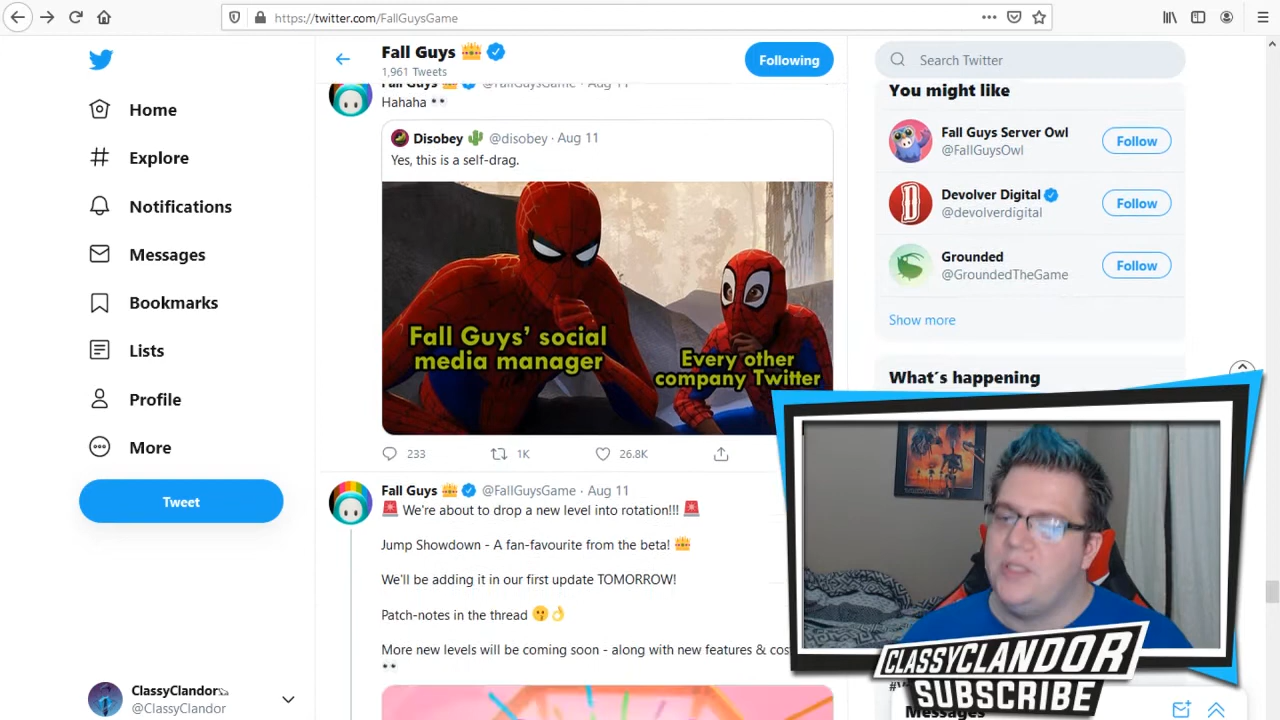 https://twitter.com/FallGuysGame
Fall Guys
1,961 Tweets
Following
Search Twitter
Home
Explore
Notifications
Messages
Bookmarks
Lists
Profile
More
Tweet
ClassyClandor
@ClassyClandor
Fall Guys @FallGuysGame · Aug 11
Hahaha
Disobey @disobey · Aug 11
Yes, this is a self-drag.
Fall Guys' social
media manager
Every other
company Twitter
233 1K 26.8K
Fall Guys @FallGuysGame · Aug 11
We're about to drop a new level into rotation!!!
Jump Showdown - A fan-favourite from the beta!
We'll be adding it in our first update TOMORROW!
Patch-notes in the thread
More new levels will be coming soon - along with new features &
You might like
Fall Guys Server Owl
@FallGuysOwl
Follow
Devolver Digital
@devolverdigital
Follow
Grounded
@GroundedTheGame
Follow
Show more
What's happening
CLASSYCLANDOR
SUBSCRIBE
Messages